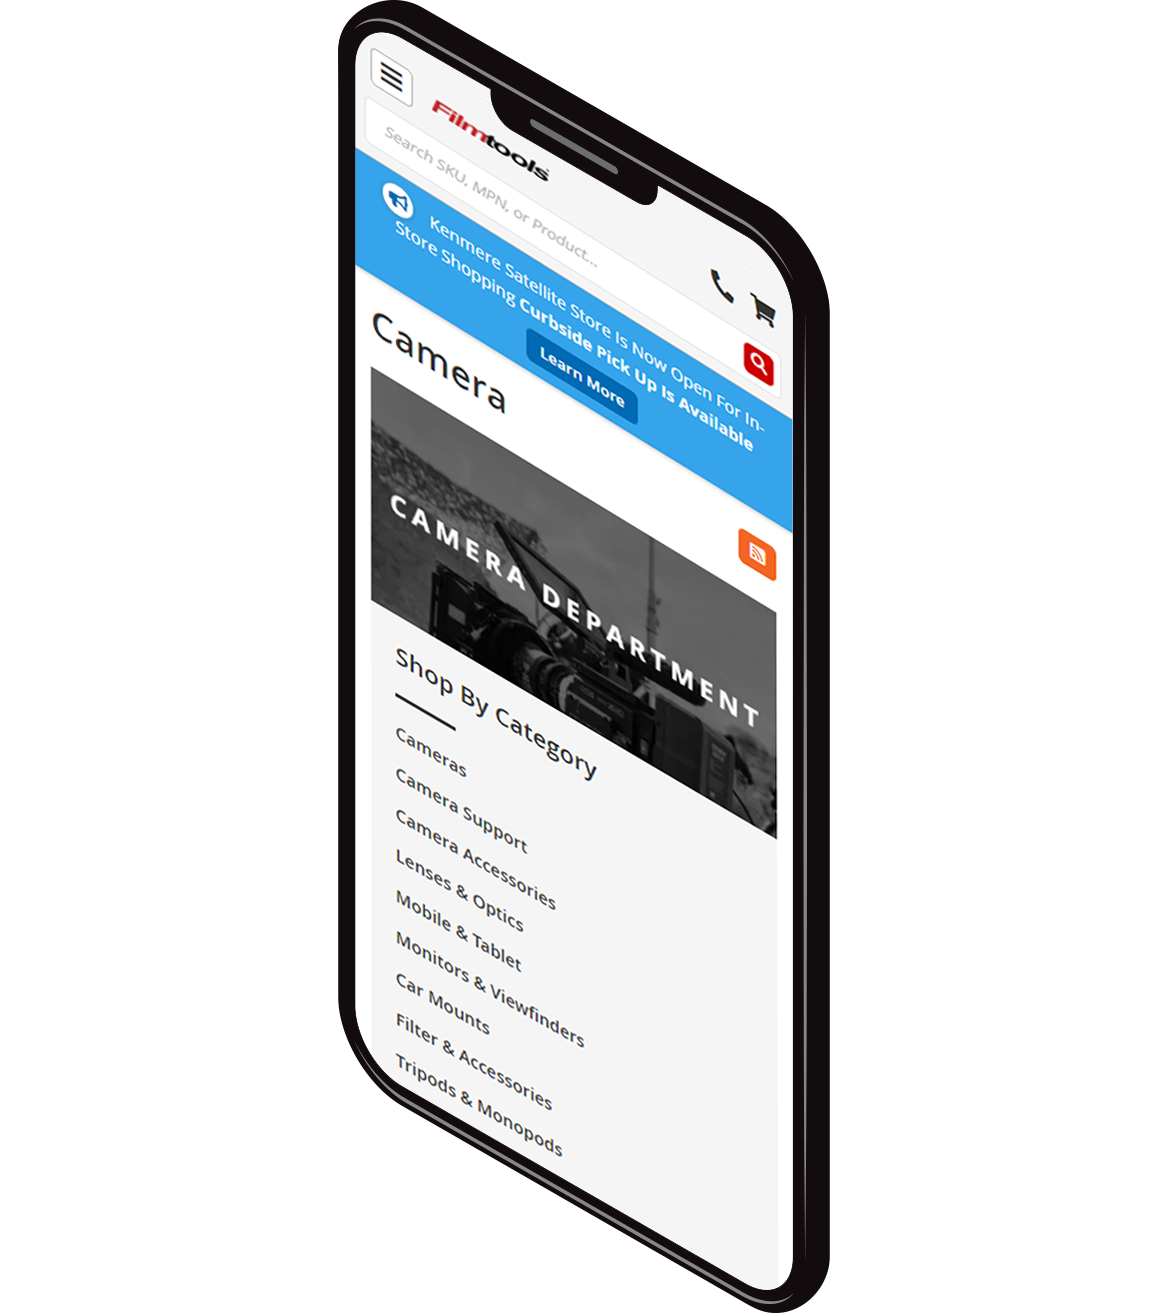 Filmtools
Search SKU, MPN, or Product...
Kenmere Satellite Store Is Now Open For In-
Store Shopping Curbside Pick Up Is Available
Learn More
Camera
CAMERA DEPARTMENT
Shop By Category
Cameras
Camera Support
Camera Accessories
Lenses & Optics
Mobile & Tablet
Monitors & Viewfinders
Car Mounts
Filter & Accessories
Tripods & Monopods